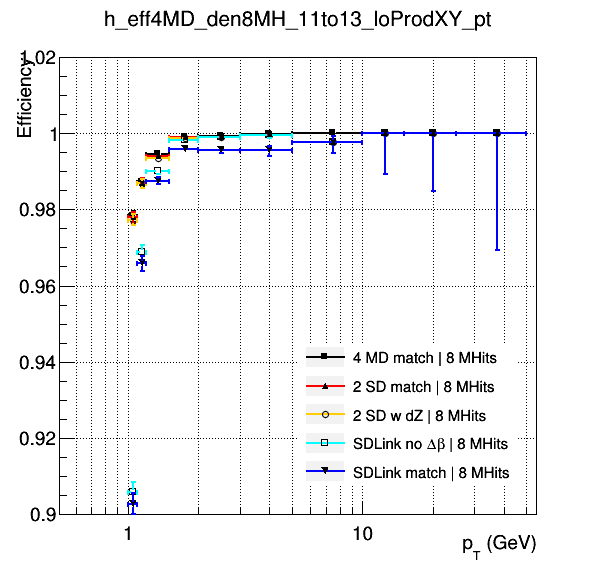 h_eff4MD_den8MH_11to13_loProdXY_pt
Efficiency
1.02
1
0.98
0.96
0.94
0.92
0.9
4 MD match | 8 MHits
2 SD match | 8 MHits
2 SD w dZ | 8 MHits
SDLink no Δβ | 8 MHits
SDLink match | 8 MHits
1
10
p_T (GeV)